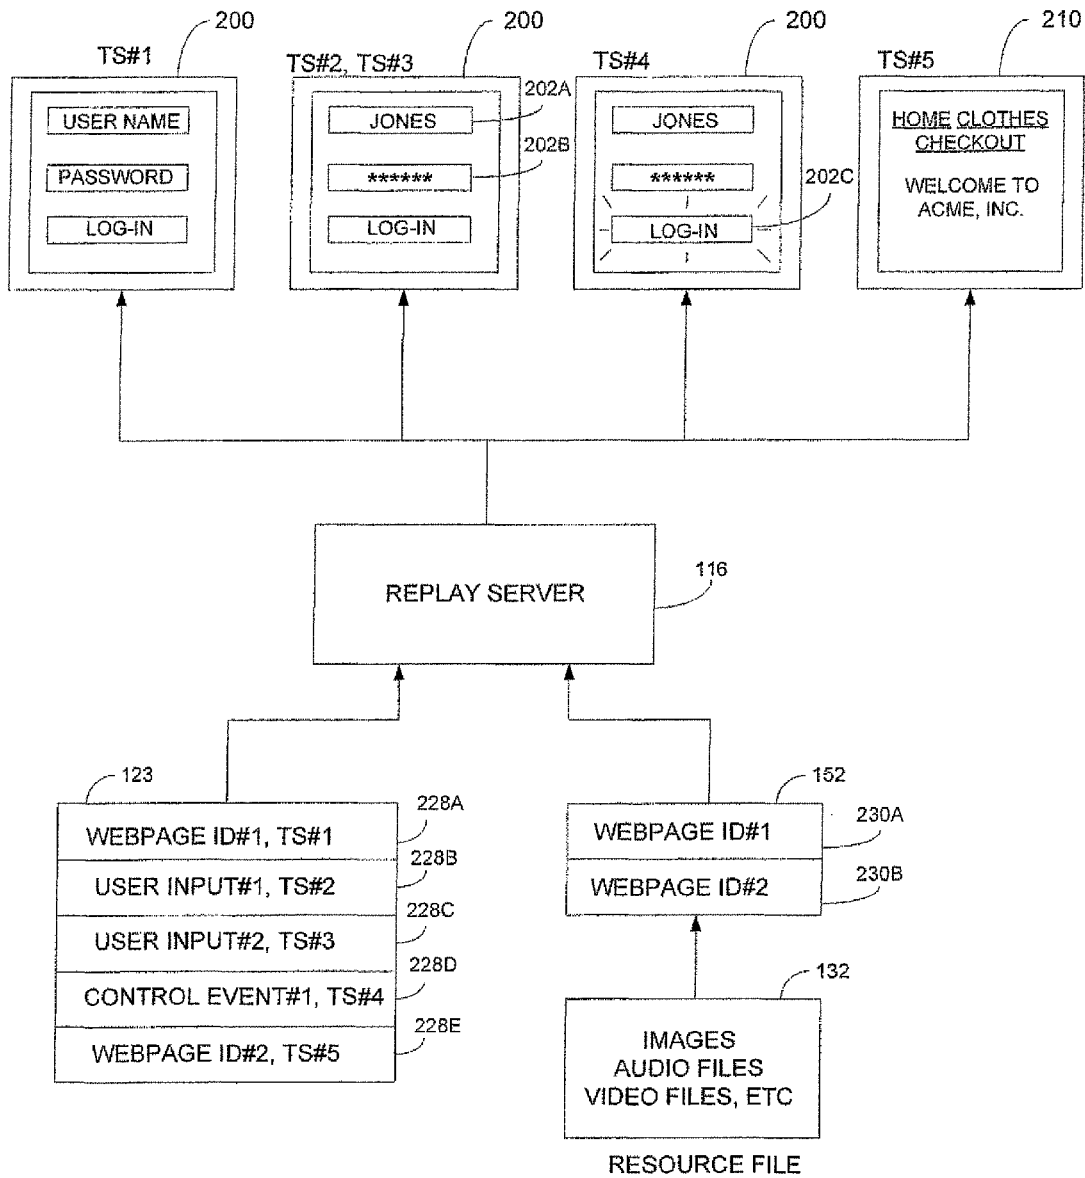 200
200
200
210
TS#1
TS#2, TS#3
TS#4
TS#5
USER NAME
PASSWORD
LOG-IN
JONES
******
LOG-IN
202A
202B
JONES
******
LOG-IN
202C
HOME CLOTHES
CHECKOUT
WELCOME TO
ACME, INC.
REPLAY SERVER
116
123
WEBPAGE ID#1, TS#1
228A
USER INPUT#1, TS#2
228B
USER INPUT#2, TS#3
228C
CONTROL EVENT#1, TS#4
228D
WEBPAGE ID#2, TS#5
228E
152
WEBPAGE ID#1
230A
WEBPAGE ID#2
230B
132
IMAGES
AUDIO FILES
VIDEO FILES, ETC
RESOURCE FILE